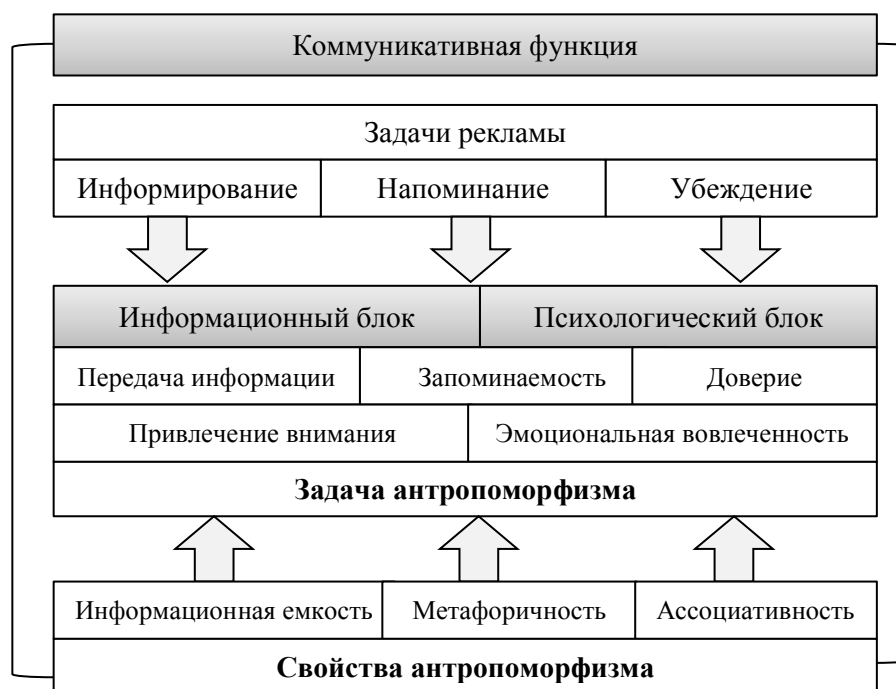 Коммуникативная функция
Задачи рекламы
Информирование Напоминание Убеждение
Информационный блок Психологический блок
Передача информации Запоминаемость Доверие
Привлечение внимания Эмоциональная вовлеченность
Задача антропоморфизма
Информационная емкость Метафоричность Ассоциативность
Свойства антропоморфизма